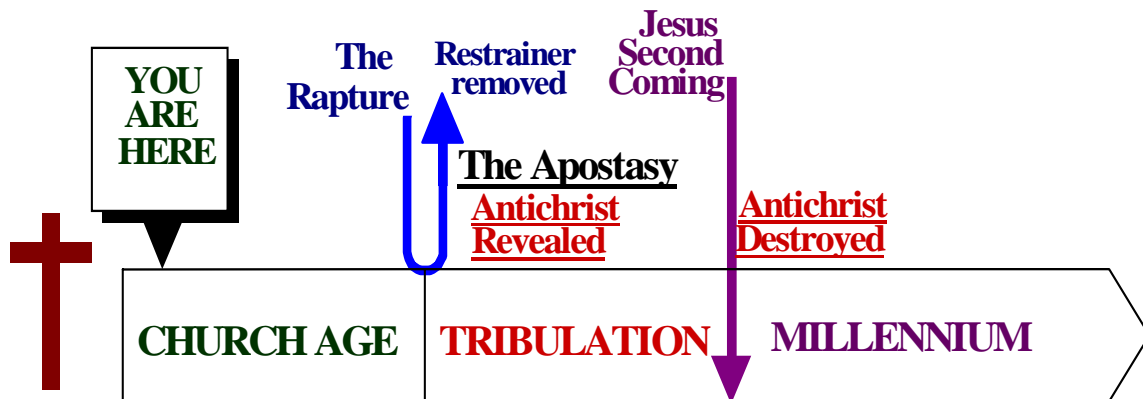 YOU
ARE
HERE
The
Rapture
Restrainer
removed
Jesus
Second
Coming
The Apostasy
Antichrist
Revealed
Antichrist
Destroyed
CHURCH AGE
TRIBULATION
MILLENNIUM